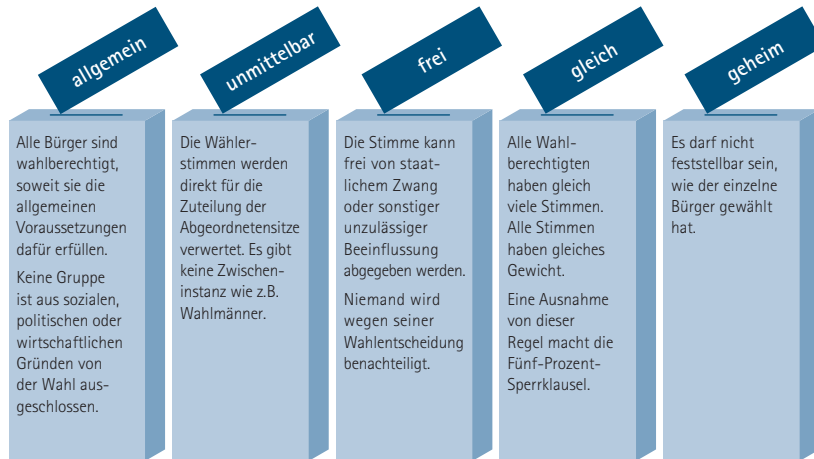 allgemein
Alle Bürger sind
wahlberechtigt,
soweit sie die
allgemeinen
Voraussetzungen
dafür erfüllen.
Keine Gruppe
ist aus sozialen,
politischen oder
wirtschaftlichen
Gründen von
der Wahl aus-
geschlossen.
unmittelbar
Die Wähler-
stimmen werden
direkt für die
Zuteilung der
Abgeordnetensitze
verwertet. Es gibt
keine Zwischen-
instanz wie z.B.
Wahlmänner.
frei
Die Stimme kann
frei von staat-
lichem Zwang
oder sonstiger
unzulässiger
Beeinflussung
abgegeben werden.
Niemand wird
wegen seiner
Wahlentscheidung
benachteiligt.
gleich
Alle Wahl-
berechtigten
haben gleich
viele Stimmen.
Alle Stimmen
haben gleiches
Gewicht.
Eine Ausnahme
von dieser
Regel macht die
Fünf-Prozent-
Sperrklausel.
geheim
Es darf nicht
feststellbar sein,
wie der einzelne
Bürger gewählt
hat.